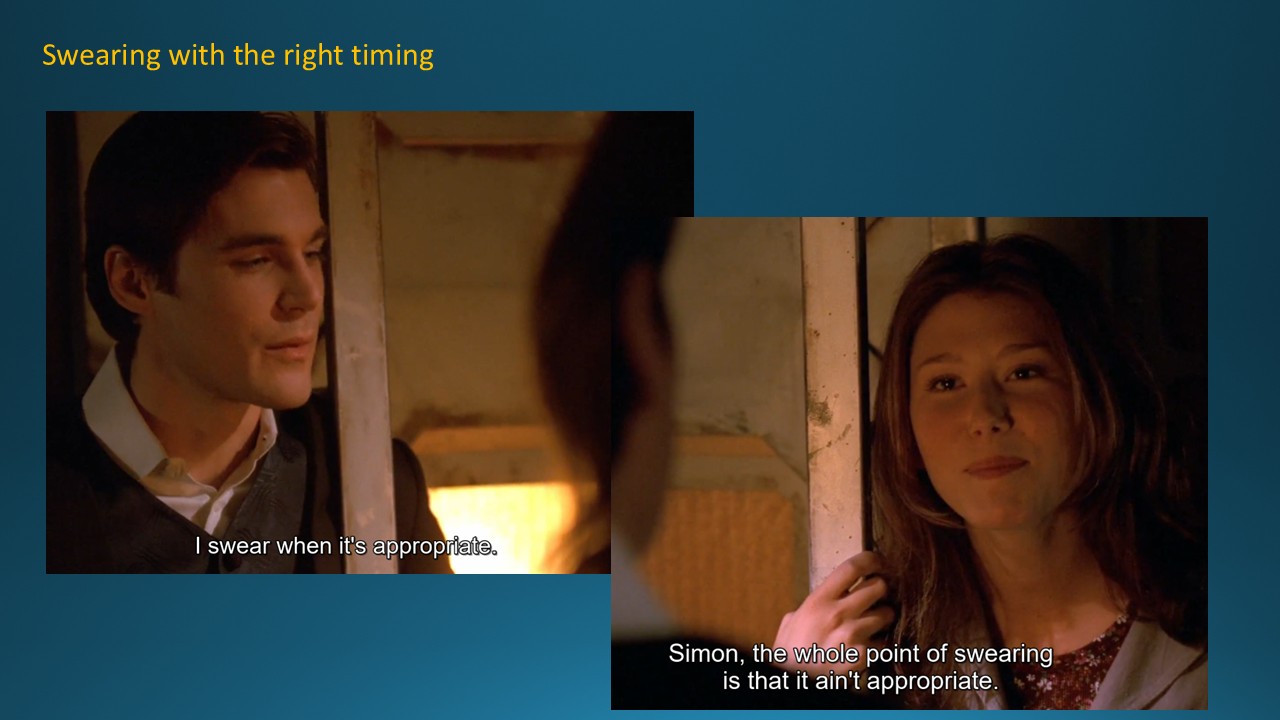 Swearing with the right timing
I swear when it's appropriate.
Simon, the whole point of swearing
is that it ain't appropriate.